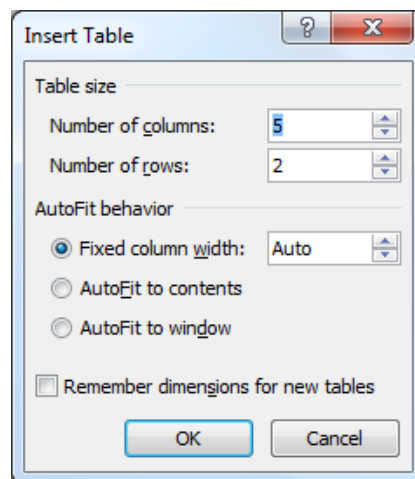 Insert Table
Table size
Number of columns: 5
Number of rows: 2
AutoFit behavior
Fixed column width: Auto
AutoFit to contents
AutoFit to window
Remember dimensions for new tables
OK Cancel